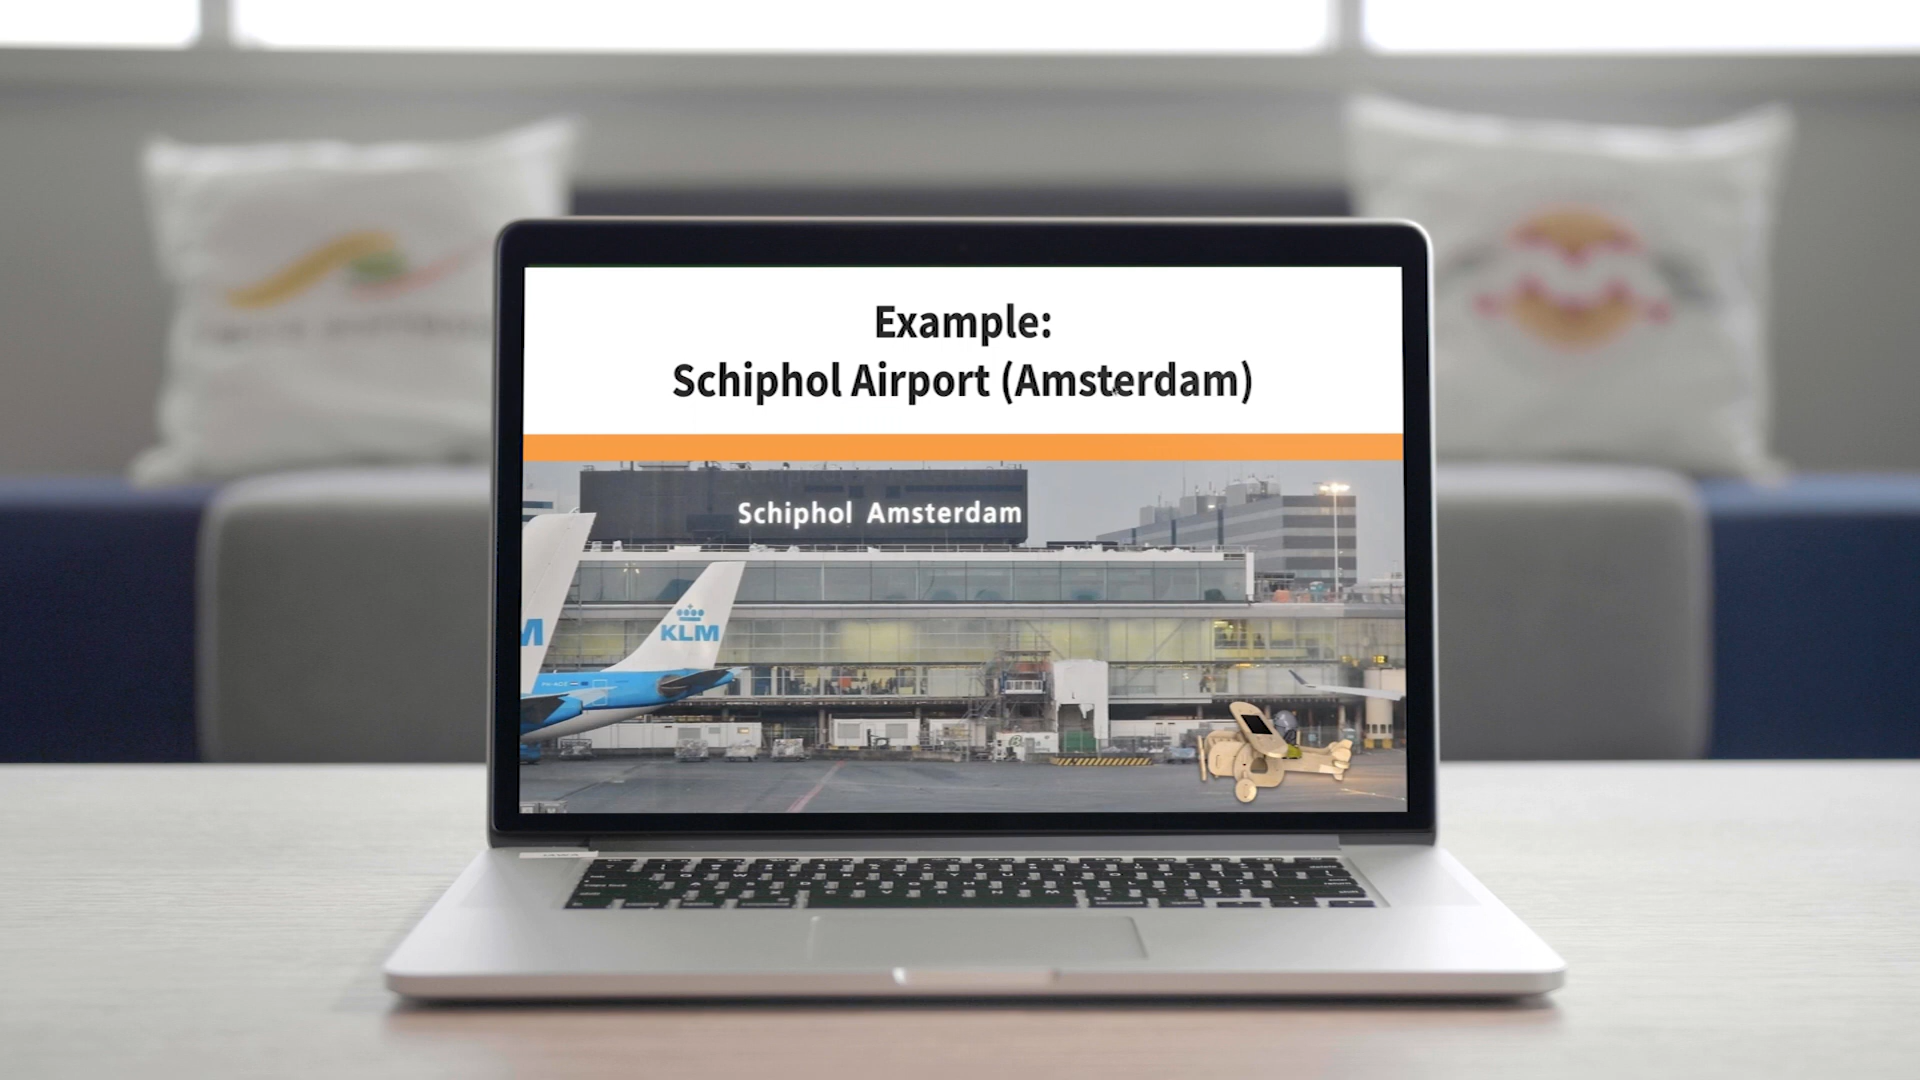 Example:
Schiphol Airport (Amsterdam)
Schiphol Amsterdam
KLM
M